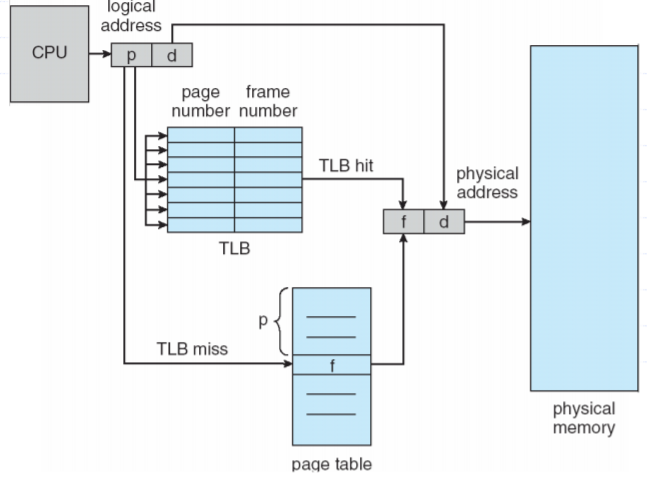 logical
address
CPU
p d
page frame
number number
TLB hit
physical
address
f d
TLB
p
TLB miss
f
physical
memory
page table